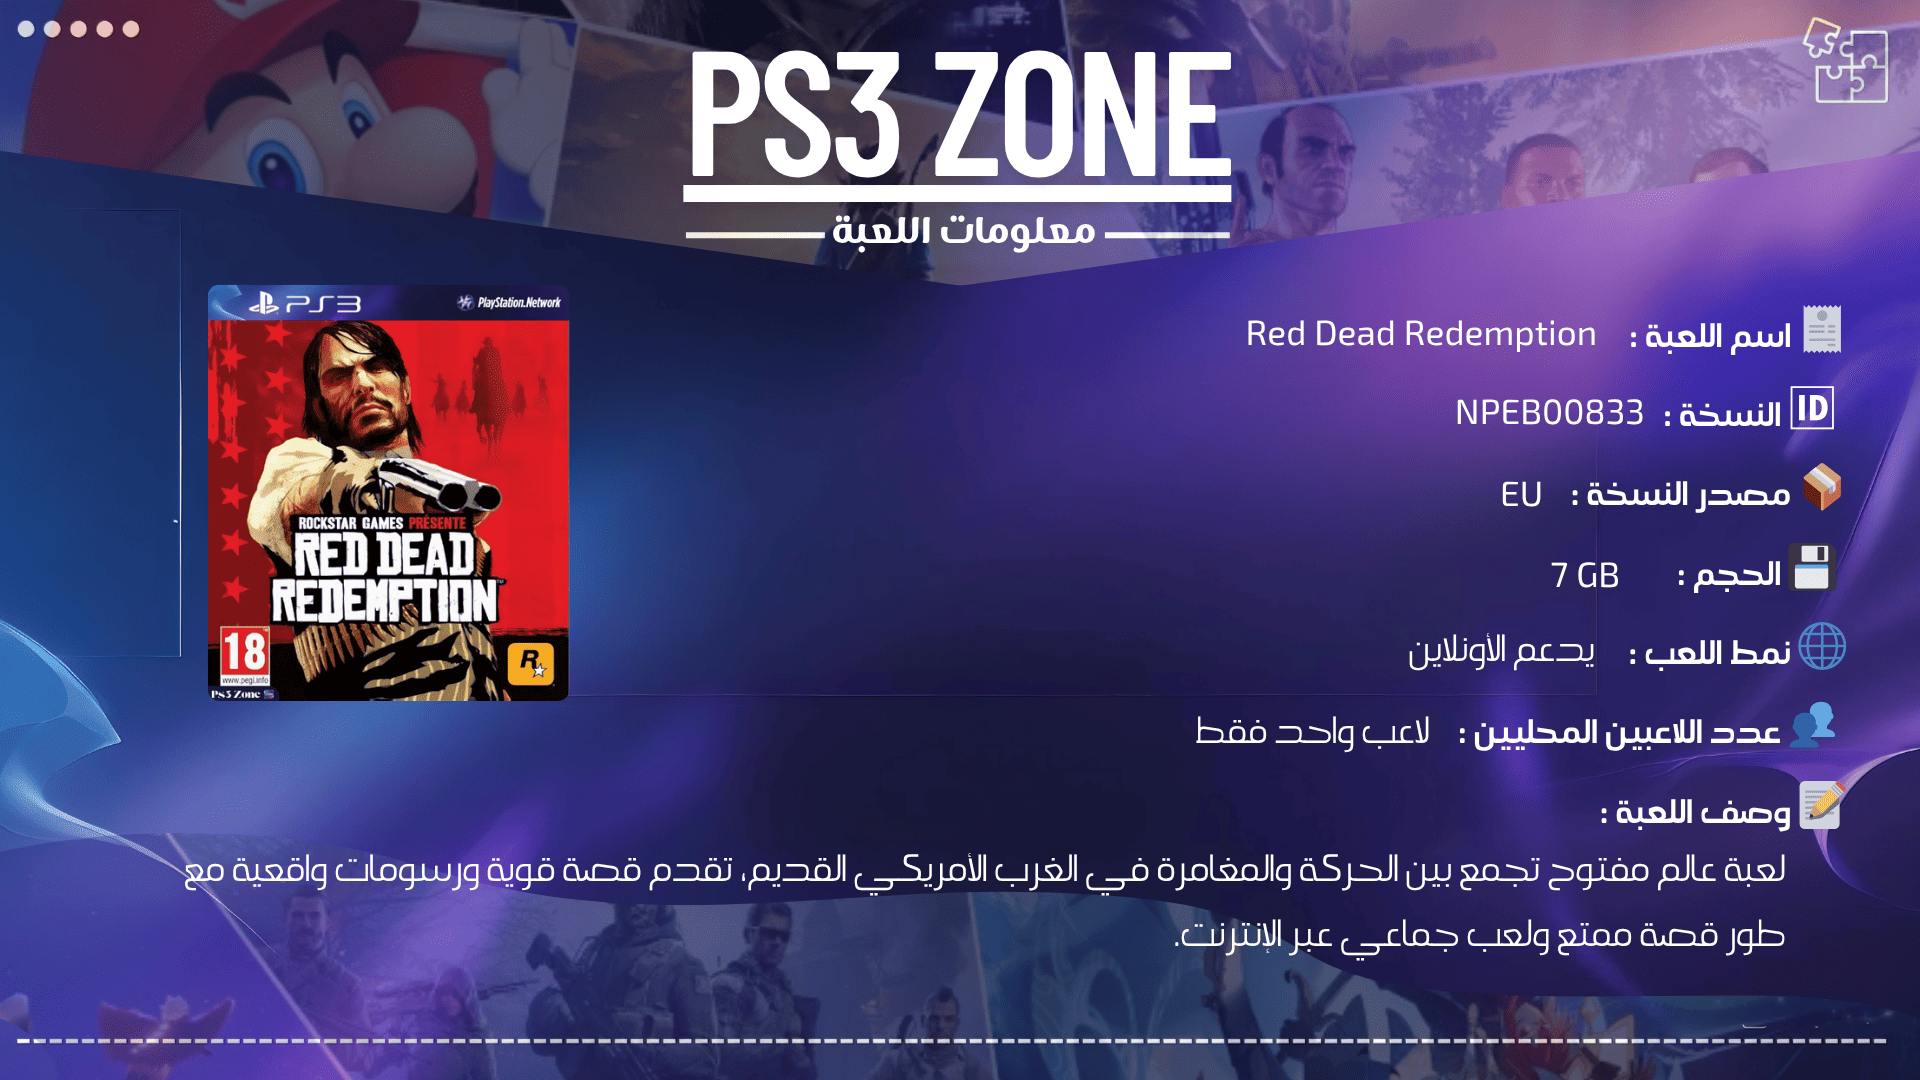 PS3 ZONE
معلومات اللعبة
PS3
PlayStation.Network
ROCKSTAR GAMES PRÉSENTE
RED DEAD
REDEMPTION
18
www.pegi.info
R
Ps3 Zone
اسم اللعبة : Red Dead Redemption
ID النسخة : NPEB00833
مصدر النسخة : EU
الحجم : 7 GB
نمط اللعب : يدعم الأونلاين
عدد اللاعبين المحليين : لاعب واحد فقط
وصف اللعبة :
لعبة عالم مفتوح تجمع بين الحركة والمغامرة في الغرب الأمريكي القديم، تقدم قصة قوية ورسومات واقعية مع
طور قصة ممتع ولعب جماعي عبر الإنترنت.